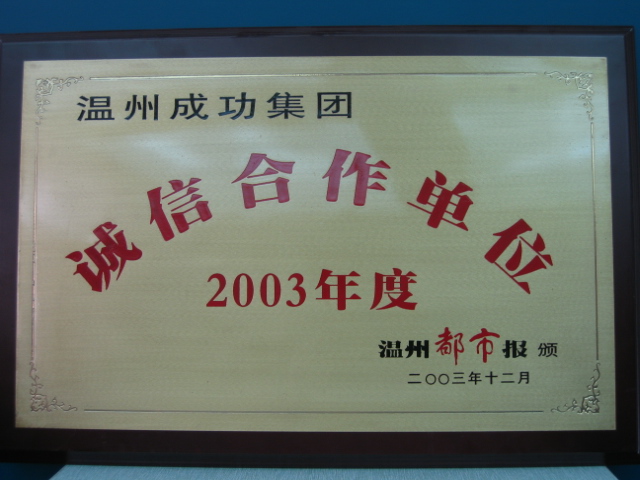 温州成功集团
诚信合作单位
2003年度
温州都市报 颁
二〇〇三年十二月